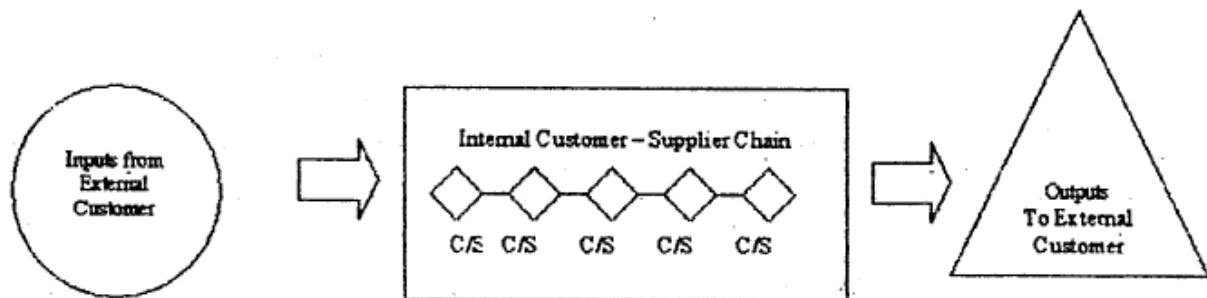 Inputs from
External
Customer
Internal Customer – Supplier Chain
C/S C/S C/S C/S C/S
Outputs
To External
Customer